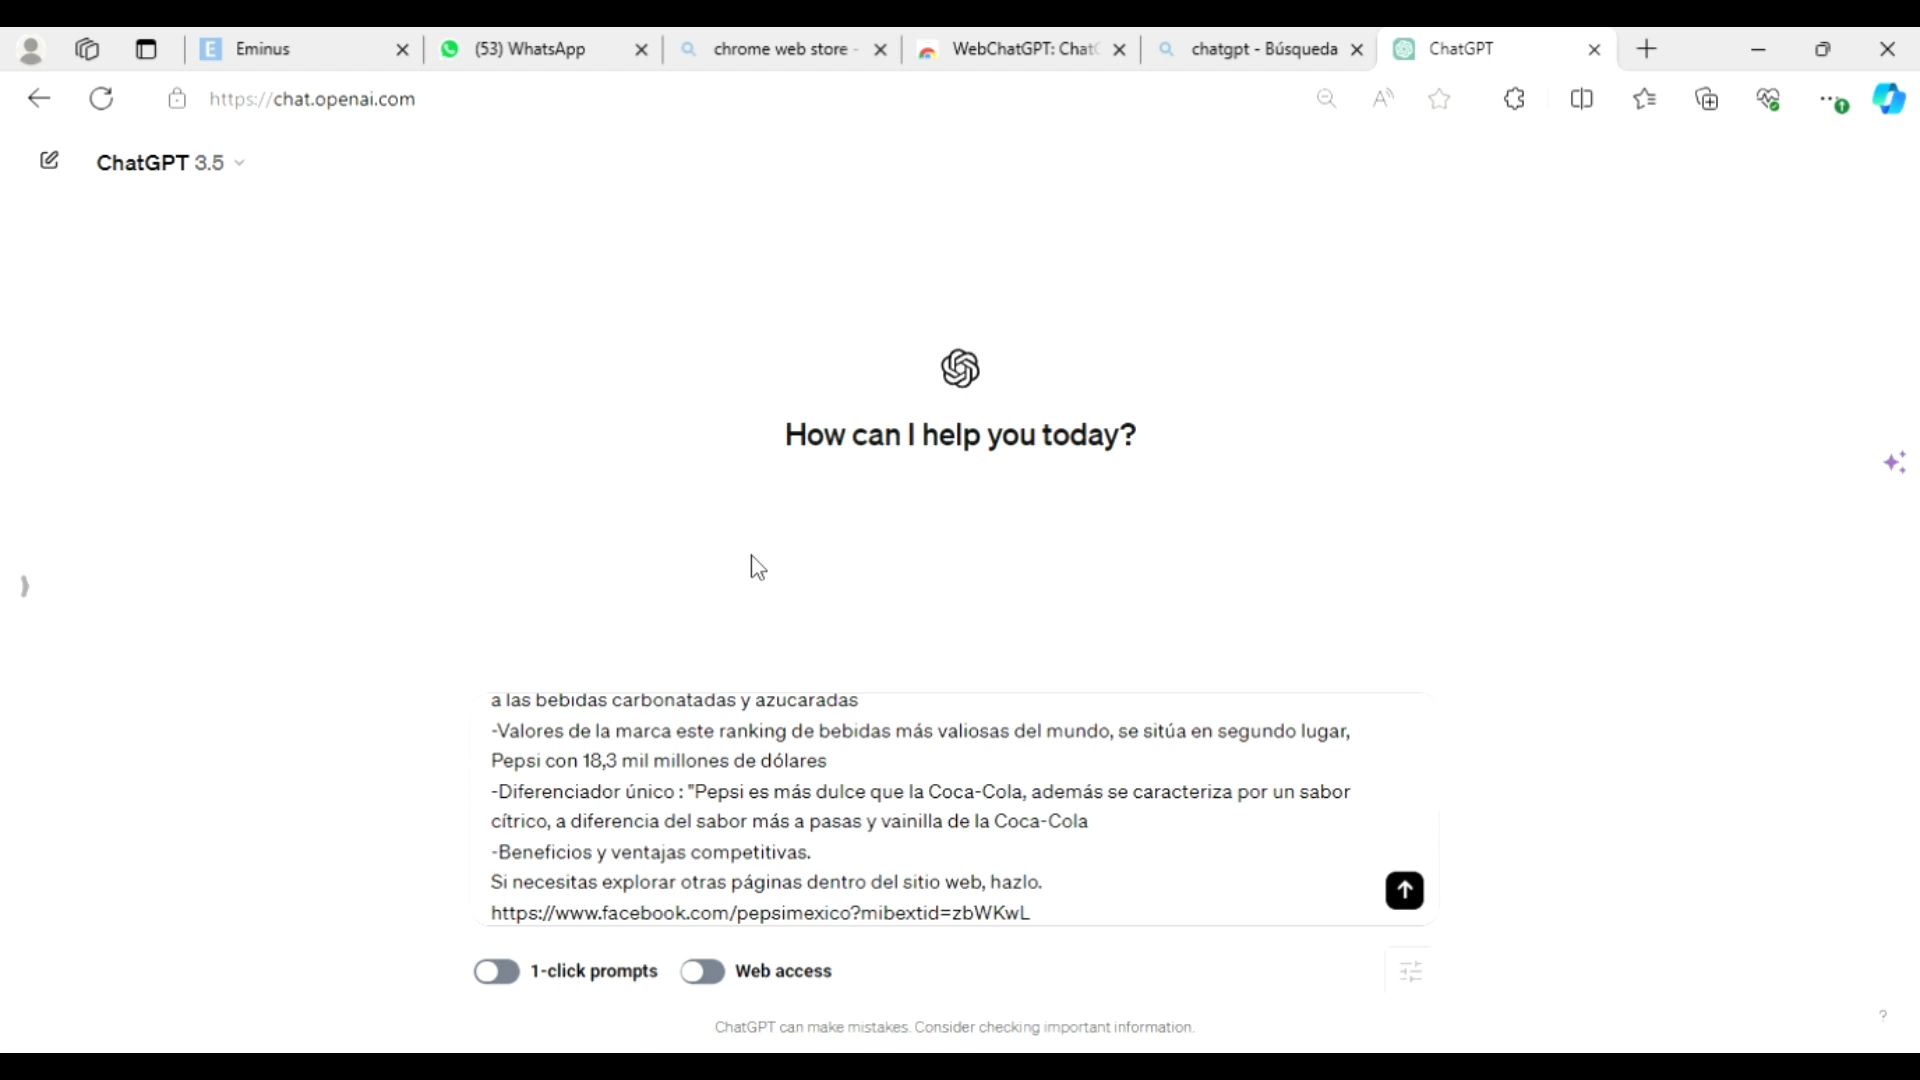 Eminus
(53) WhatsApp
chrome web store -
WebChatGPT: Chat
chatgpt - Búsqueda
ChatGPT
https://chat.openai.com
ChatGPT 3.5
How can I help you today?
a las bebidas carbonatadas y azucaradas
-Valores de la marca este ranking de bebidas más valiosas del mundo, se sitúa en segundo lugar,
Pepsi con 18,3 mil millones de dólares
-Diferenciador único : "Pepsi es más dulce que la Coca-Cola, además se caracteriza por un sabor
cítrico, a diferencia del sabor más a pasas y vainilla de la Coca-Cola
-Beneficios y ventajas competitivas.
Si necesitas explorar otras páginas dentro del sitio web, hazlo.
https://www.facebook.com/pepsimexico?mibextid=zbWKwL
1-click prompts
Web access
ChatGPT can make mistakes. Consider checking important information.
?